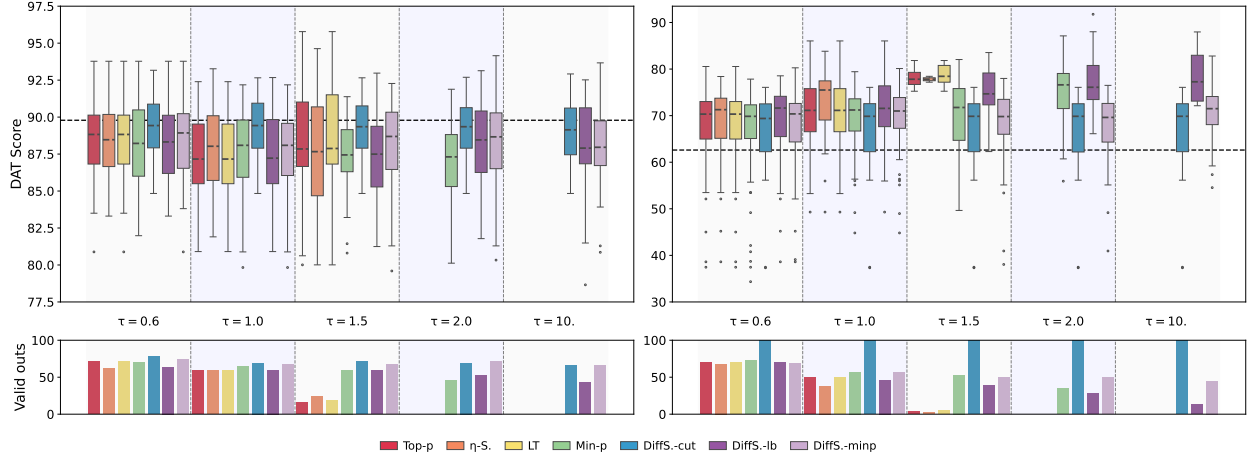 97.5
95.0
92.5
90.0
87.5
85.0
82.5
80.0
77.5
DAT Score
90
80
70
60
50
40
30
τ = 0.6
τ = 1.0
τ = 1.5
τ = 2.0
τ = 10.
τ = 0.6
τ = 1.0
τ = 1.5
τ = 2.0
τ = 10.
100
50
0
Valid outs
100
50
0
Top-p η-S. LT Min-p DiffS.-cut DiffS.-lb DiffS.-minp